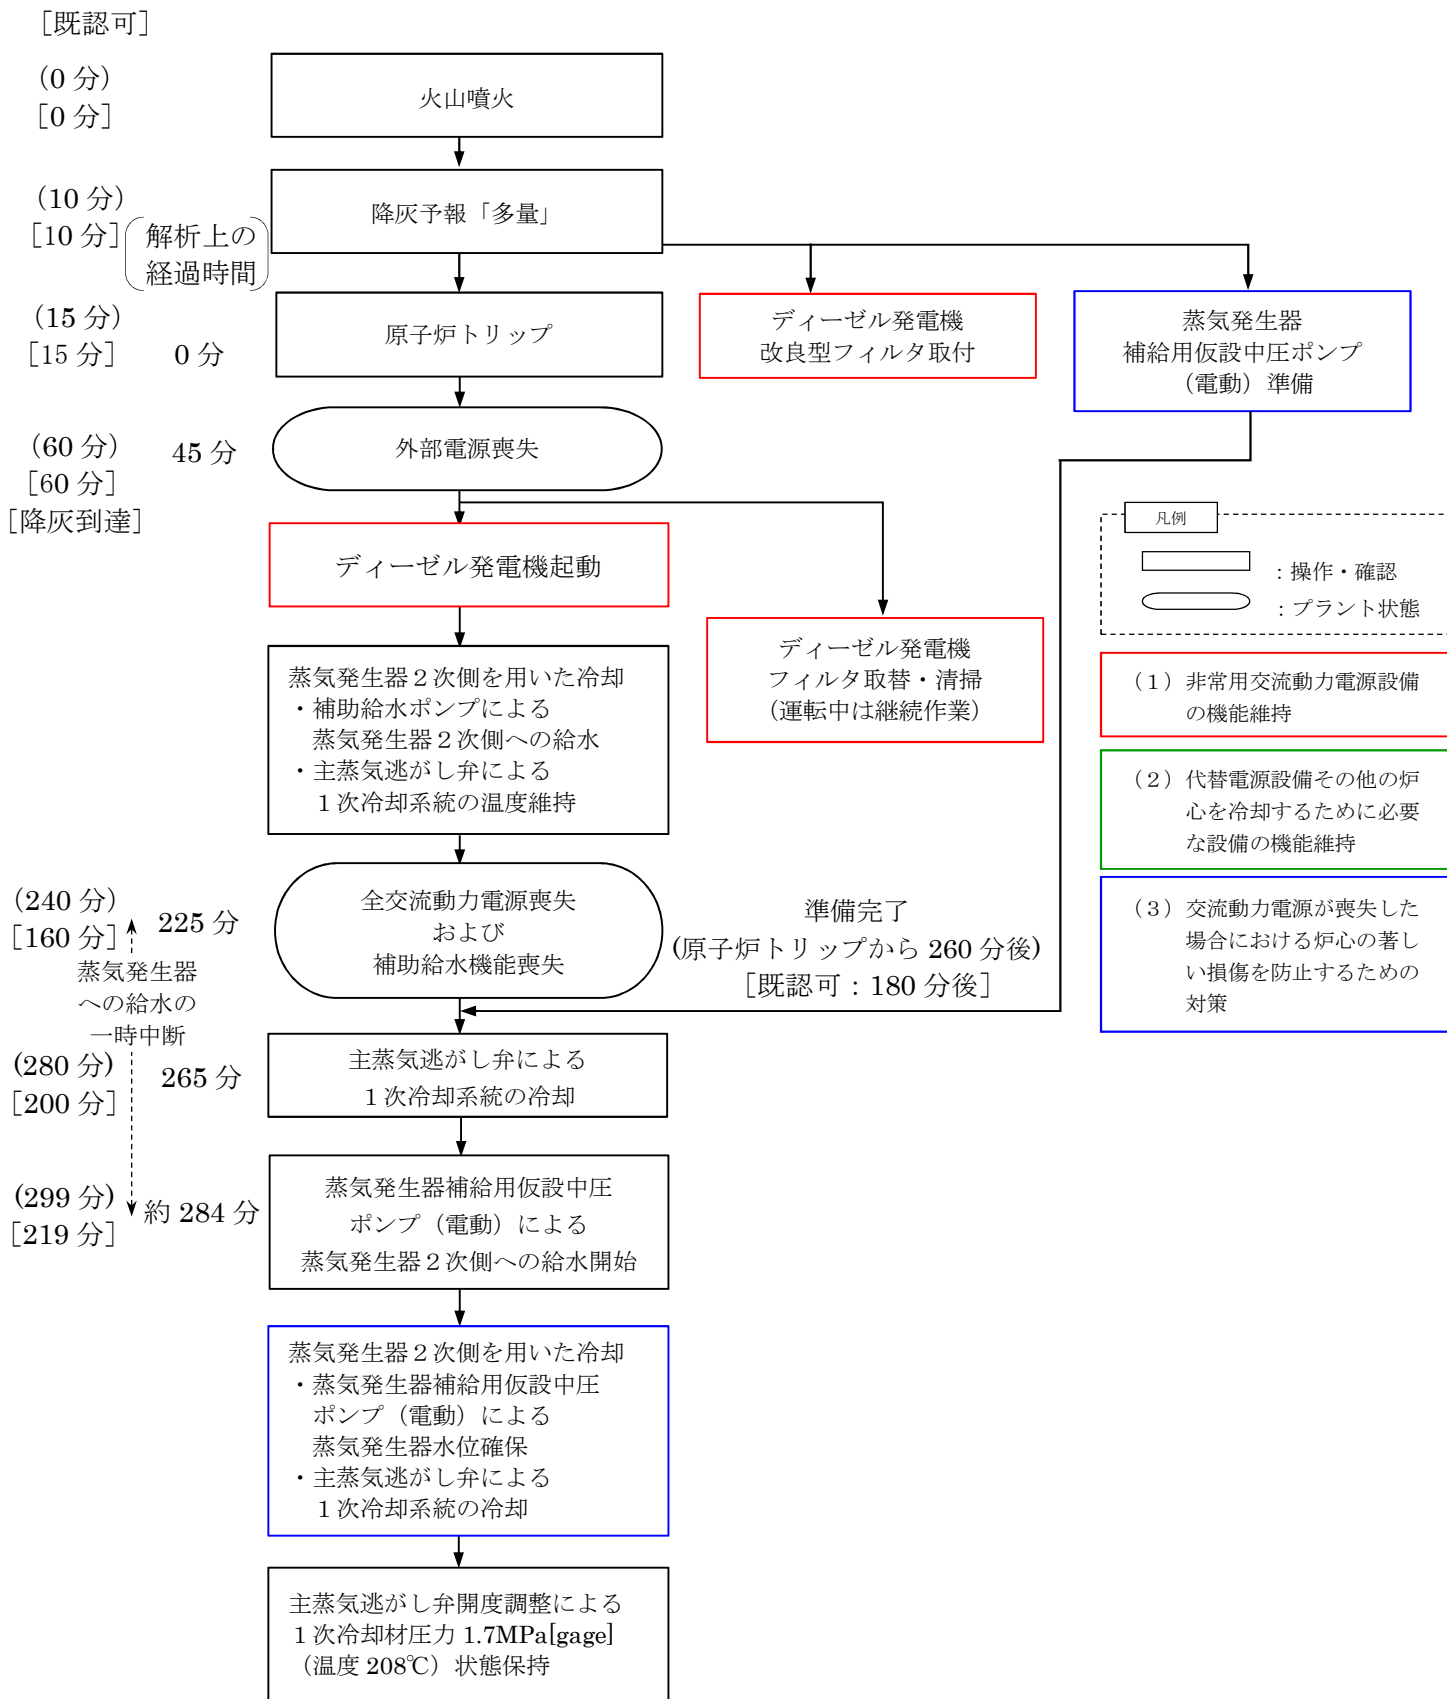 ［既認可］
（0 分）
［0 分］
火山噴火
（10 分）
［10 分］
降灰予報「多量」
解析上の
経過時間
（15 分）
［15 分］
0 分
原子炉トリップ
ディーゼル発電機
改良型フィルタ取付
蒸気発生器
補給用仮設中圧ポンプ
（電動）準備
（60 分）
［60 分］
［降灰到達］
45 分
外部電源喪失
ディーゼル発電機起動
ディーゼル発電機
フィルタ取替・清掃
（運転中は継続作業）
凡例
：操作・確認
：プラント状態
蒸気発生器２次側を用いた冷却
・補助給水ポンプによる
蒸気発生器２次側への給水
・主蒸気逃がし弁による
１次冷却系統の温度維持
（１）非常用交流動力電源設備
の機能維持
（２）代替電源設備その他の炉
心を冷却するために必要
な設備の機能維持
（３）交流動力電源が喪失した
場合における炉心の著し
い損傷を防止するための
対策
（240 分）
［160 分］
225 分
全交流動力電源喪失
および
補助給水機能喪失
準備完了
（原子炉トリップから 260 分後）
［既認可：180 分後］
蒸気発生器
への給水の
一時中断
（280 分）
［200 分］
265 分
主蒸気逃がし弁による
１次冷却系統の冷却
（299 分）
［219 分］
約 284 分
蒸気発生器補給用仮設中圧
ポンプ（電動）による
蒸気発生器２次側への給水開始
蒸気発生器２次側を用いた冷却
・蒸気発生器補給用仮設中圧
ポンプ（電動）による
蒸気発生器水位確保
・主蒸気逃がし弁による
１次冷却系統の冷却
主蒸気逃がし弁開度調整による
１次冷却材圧力 1.7MPa[gage]
（温度 208℃）状態保持